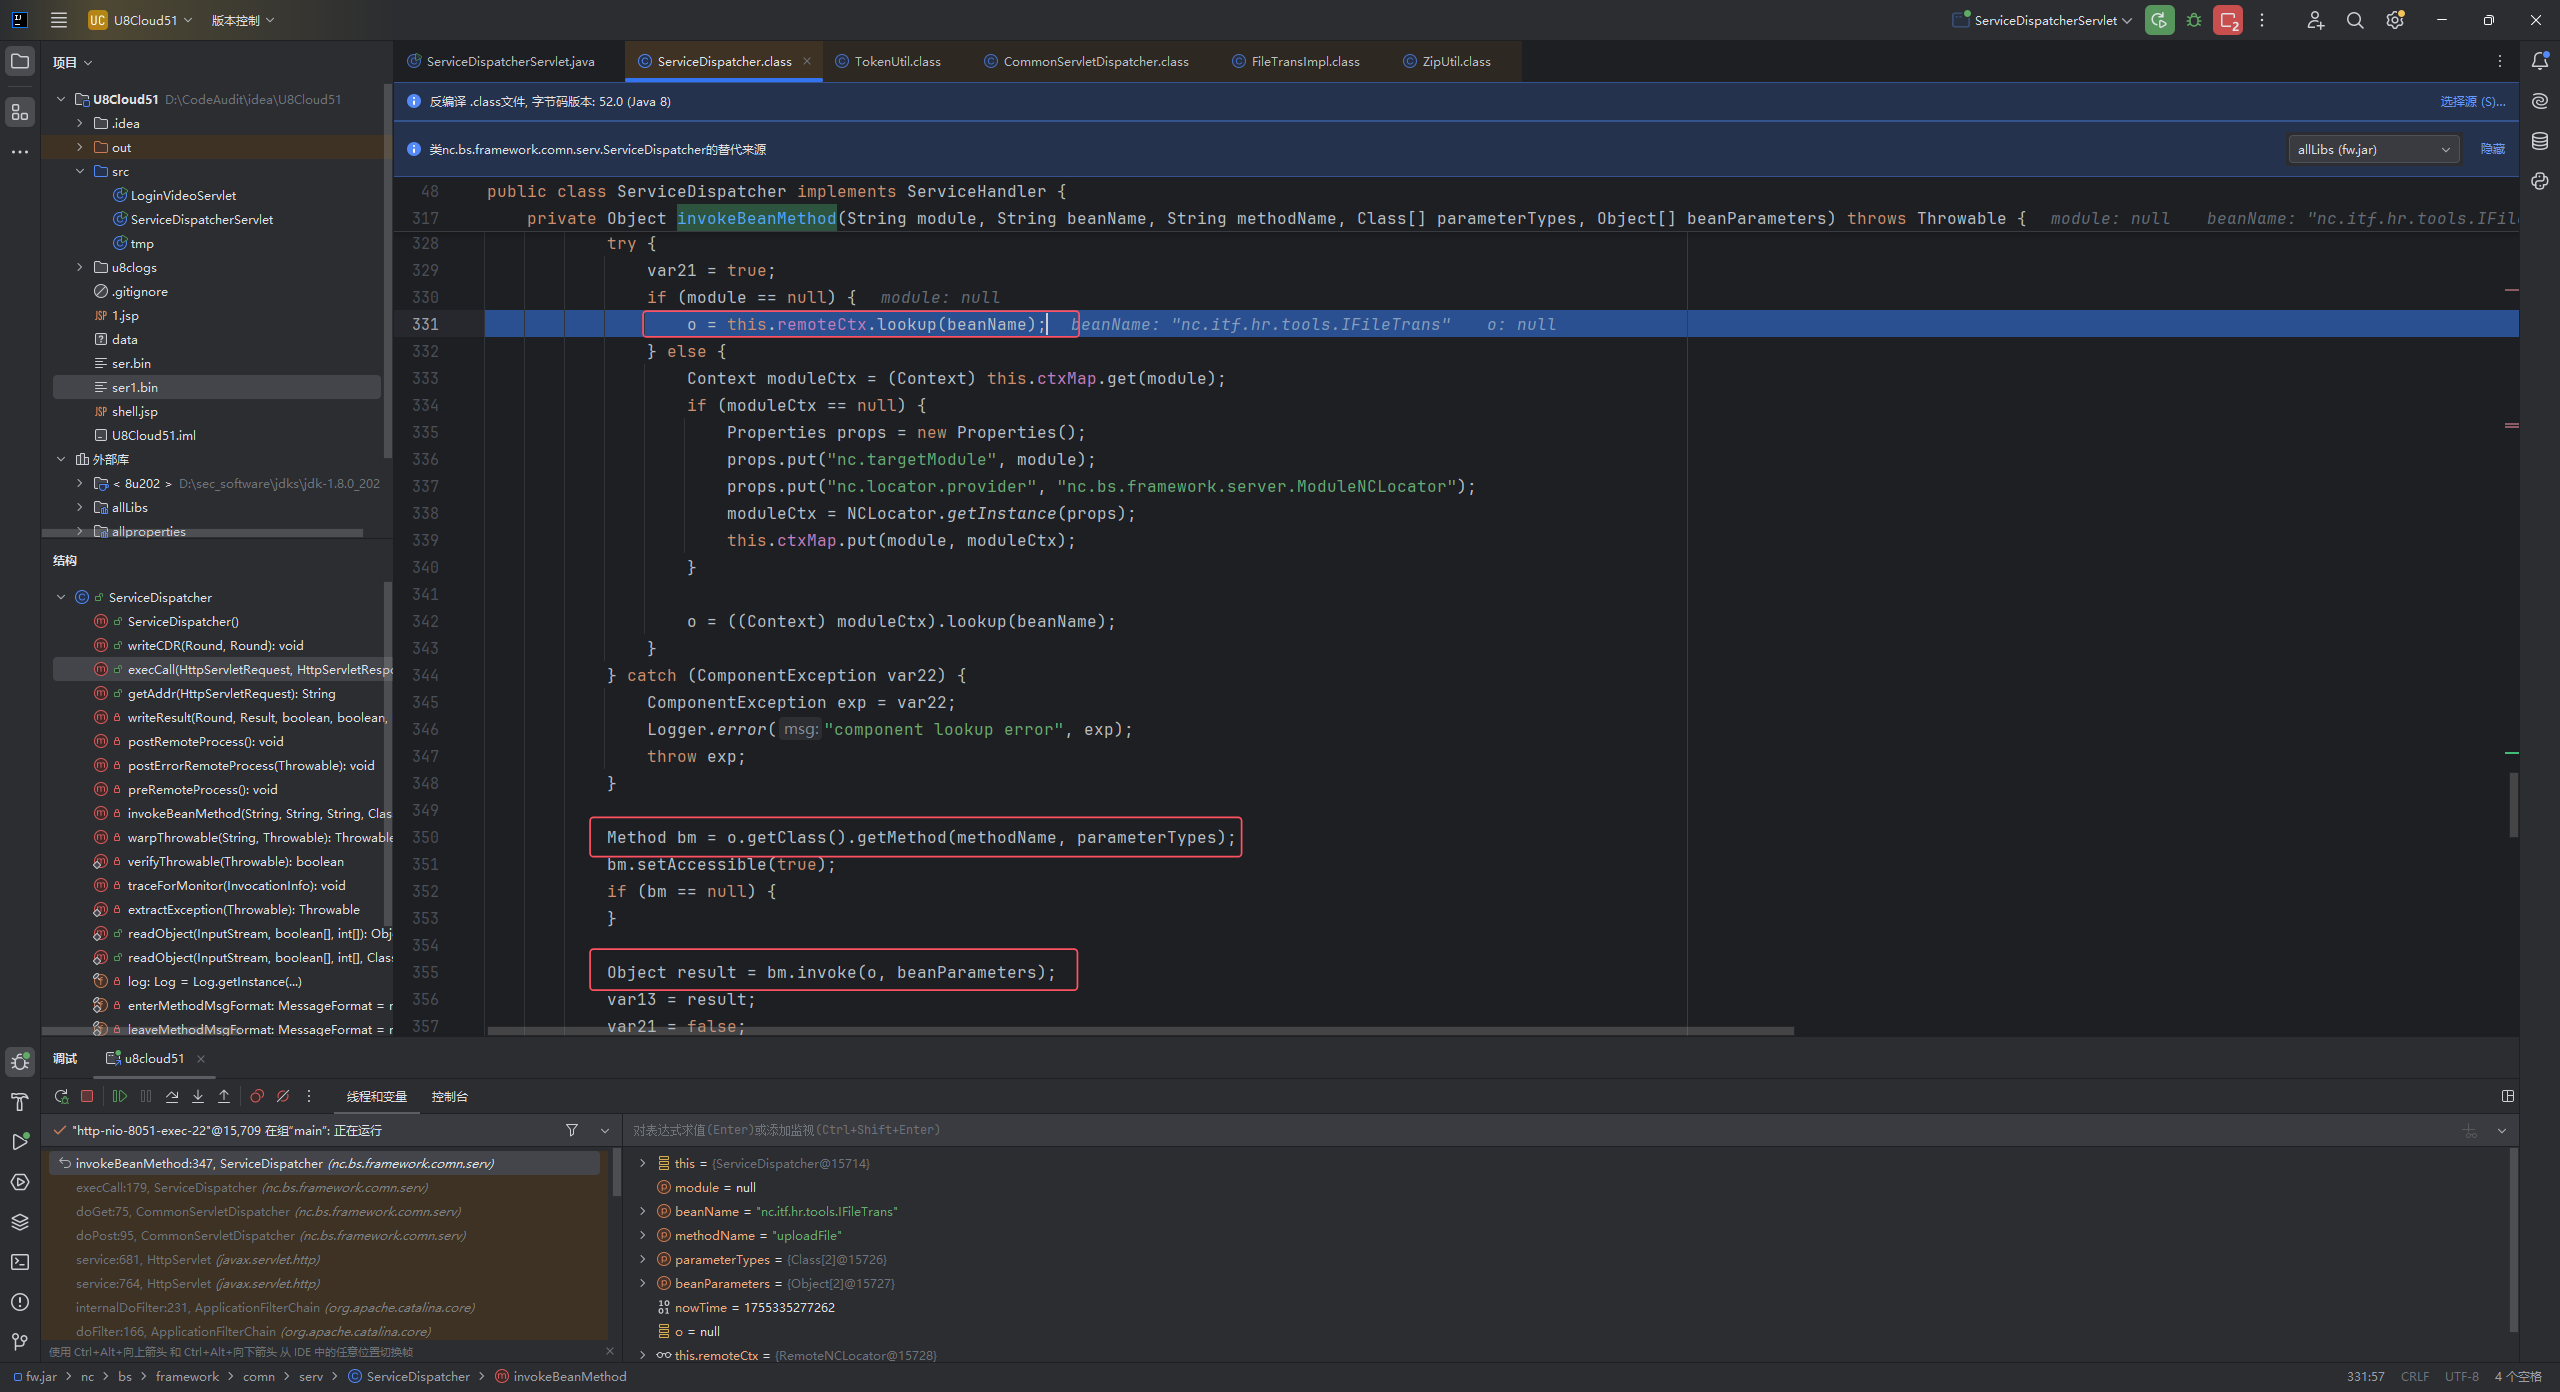 UC U8Cloud51 版本控制 ServiceDispatcherServlet 2
项目
U8Cloud51 D:\CodeAudit\idea\U8Cloud51
.idea
out
src
LoginVideoServlet
ServiceDispatcherServlet
tmp
u8clogs
.gitignore
JSP 1.jsp
data
ser.bin
ser1.bin
JSP shell.jsp
U8Cloud51.iml
外部库
< 8u202 > D:\sec_software\jdks\jdk-1.8.0_202
allLibs
allproperties
结构
ServiceDispatcher
ServiceDispatcher()
writeCDR(Round, Round): void
execCall(HttpServletRequest, HttpServletRespo
getAddr(HttpServletRequest): String
writeResult(Round, Result, boolean, boolean,
postRemoteProcess(): void
postErrorRemoteProcess(Throwable): void
preRemoteProcess(): void
invokeBeanMethod(String, String, String, Clas
warpThrowable(String, Throwable): Throwable
verifyThrowable(Throwable): boolean
traceForMonitor(InvocationInfo): void
extractException(Throwable): Throwable
readObject(InputStream, boolean[], int[]): Obj
readObject(InputStream, boolean[], int[], Class
log: Log = Log.getInstance(...)
enterMethodMsgFormat: MessageFormat = n
leaveMethodMsgFormat: MessageFormat = n
ServiceDispatcherServlet.java ServiceDispatcher.class TokenUtil.class CommonServletDispatcher.class FileTransImpl.class ZipUtil.class
反编译 .class文件, 字节码版本: 52.0 (Java 8) 选择源 (S)...
类nc.bs.framework.comn.serv.ServiceDispatcher的替代来源 allLibs (fw.jar) 隐藏
48 public class ServiceDispatcher implements ServiceHandler {
317 private Object invokeBeanMethod(String module, String beanName, String methodName, Class[] parameterTypes, Object[] beanParameters) throws Throwable { module: null beanName: "nc.itf.hr.tools.IFil
328 try {
329 var21 = true;
330 if (module == null) { module: null
331 o = this.remoteCtx.lookup(beanName); beanName: "nc.itf.hr.tools.IFileTrans" o: null
332 } else {
333 Context moduleCtx = (Context) this.ctxMap.get(module);
334 if (moduleCtx == null) {
335 Properties props = new Properties();
336 props.put("nc.targetModule", module);
337 props.put("nc.locator.provider", "nc.bs.framework.server.ModuleNCLocator");
338 moduleCtx = NCLocator.getInstance(props);
339 this.ctxMap.put(module, moduleCtx);
340 }
341
342 o = ((Context) moduleCtx).lookup(beanName);
343 }
344 } catch (ComponentException var22) {
345 ComponentException exp = var22;
346 Logger.error( msg: "component lookup error", exp);
347 throw exp;
348 }
349
350 Method bm = o.getClass().getMethod(methodName, parameterTypes);
351 bm.setAccessible(true);
352 if (bm == null) {
353 }
354
355 Object result = bm.invoke(o, beanParameters);
356 var13 = result;
357 var21 = false;
调试 u8cloud51
线程和变量 控制台
"http-nio-8051-exec-22"@15,709 在组"main": 正在运行
invokeBeanMethod:347, ServiceDispatcher (nc.bs.framework.comn.serv)
execCall:179, ServiceDispatcher (nc.bs.framework.comn.serv)
doGet:75, CommonServletDispatcher (nc.bs.framework.comn.serv)
doPost:95, CommonServletDispatcher (nc.bs.framework.comn.serv)
service:681, HttpServlet (javax.servlet.http)
service:764, HttpServlet (javax.servlet.http)
internalDoFilter:231, ApplicationFilterChain (org.apache.catalina.core)
doFilter:166, ApplicationFilterChain (org.apache.catalina.core)
使用 Ctrl+Alt+向上箭头 和 Ctrl+Alt+向下箭头 从 IDE 中的任意位置切换帧
对表达式求值(Enter)或添加监视(Ctrl+Shift+Enter)
this = {ServiceDispatcher@15714}
module = null
beanName = "nc.itf.hr.tools.IFileTrans"
methodName = "uploadFile"
parameterTypes = {Class[2]@15726}
beanParameters = {Object[2]@15727}
nowTime = 1755335277262
o = null
this.remoteCtx = {RemoteNCLocator@15728}
fw.jar nc bs framework comn serv ServiceDispatcher invokeBeanMethod 331:57 CRLF UTF-8 4 个空格